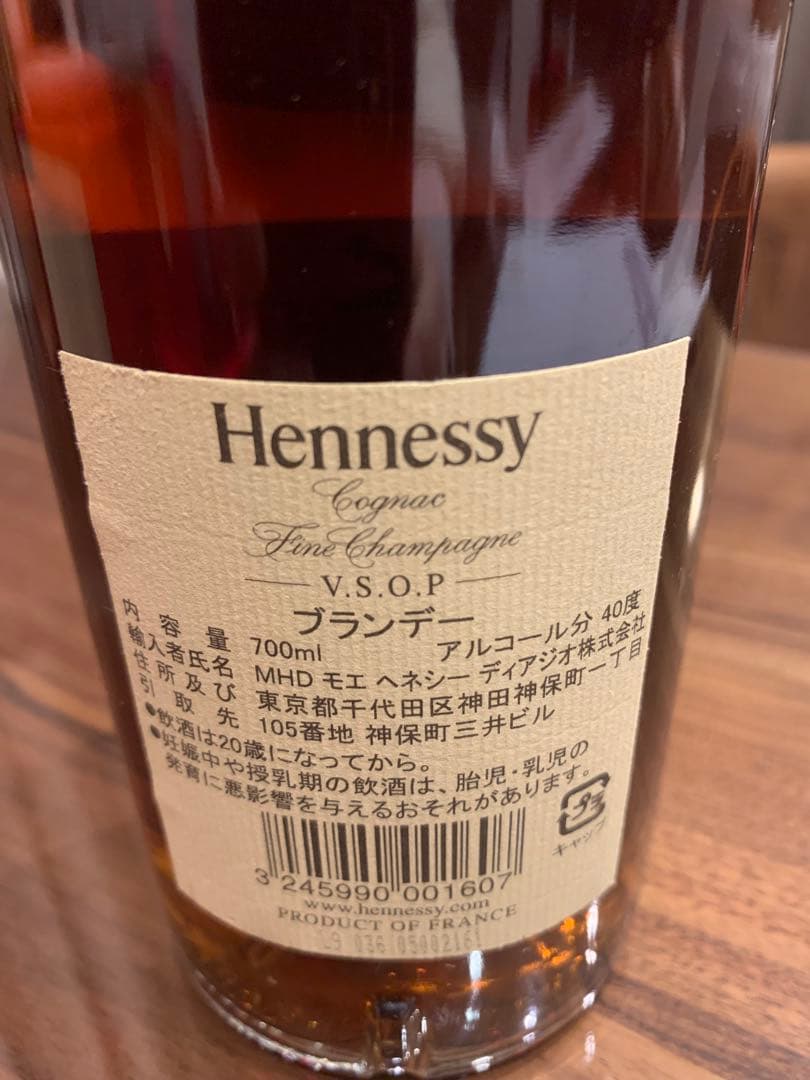 Hennessy
Cognac
Fine Champagne
V.S.O.P
ブランデー
内容量 700ml アルコール分 40度
輸入者氏名 MHD モエ ヘネシー ディアジオ株式会社
住所及び 東京都千代田区神田神保町一丁目
引取先 105番地 神保町三井ビル
●飲酒は20歳になってから。
●妊娠中や授乳期の飲酒は、胎児・乳児の
発育に悪影響を与えるおそれがあります。
キャップ
3 245990 001607
www.hennessy.com
PRODUCT OF FRANCE